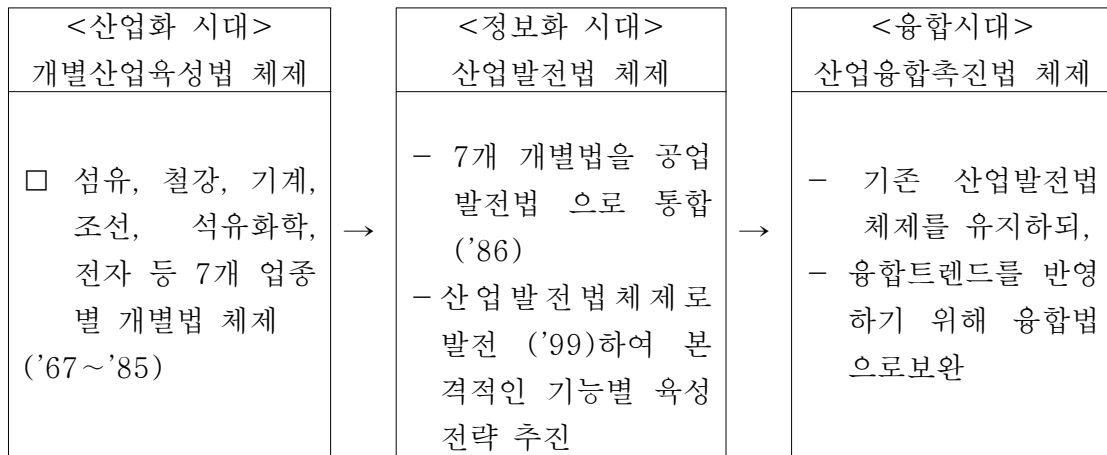 <산업화 시대>
개별산업육성법 체제
□ 섬유, 철강, 기계,
조선, 석유화학,
전자 등 7개 업종
별 개별법 체제
('67~'85)
→
<정보화 시대>
산업발전법 체제
- 7개 개별법을 공업
발전법 으로 통합
('86)
- 산업발전법체제로
발전 ('99)하여 본
격적인 기능별 육성
전략 추진
→
<융합시대>
산업융합촉진법 체제
- 기존 산업발전법
체제를 유지하되,
- 융합트렌드를 반영
하기 위해 융합법
으로보완